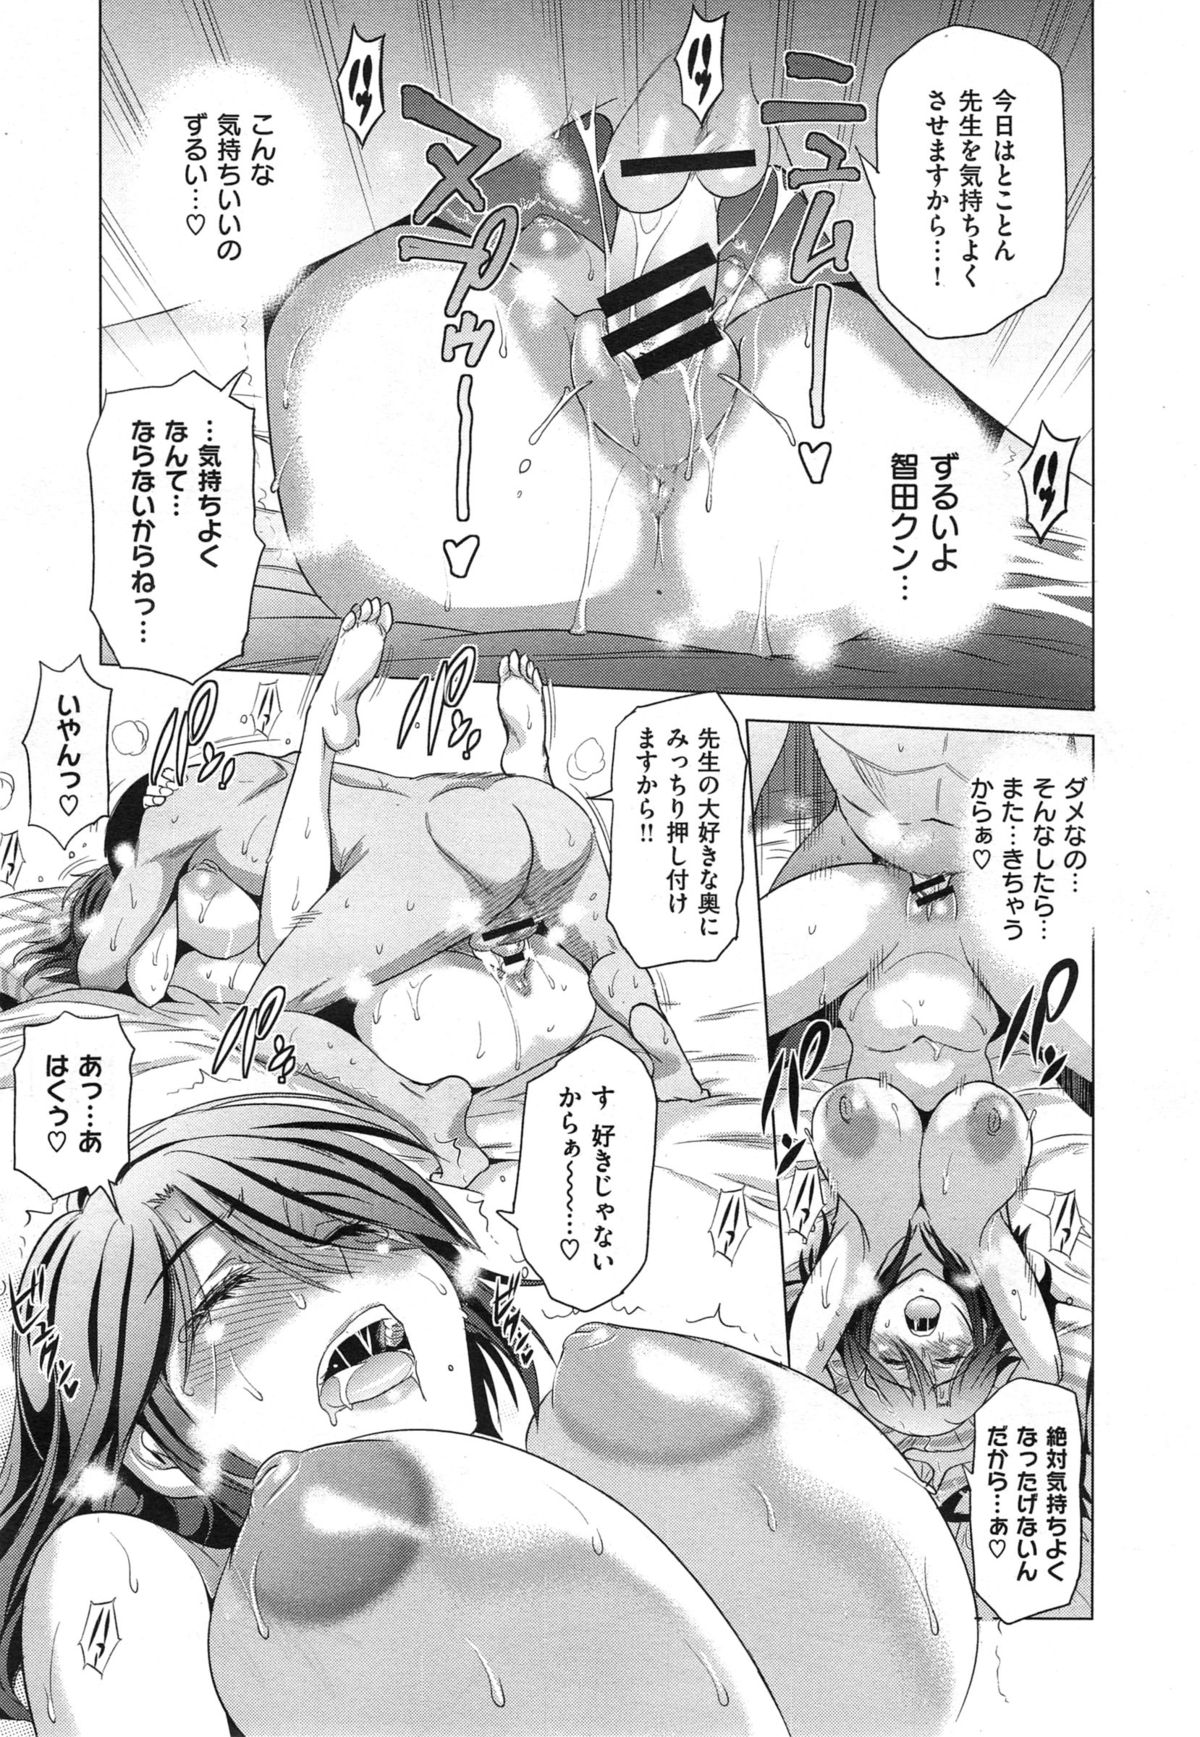 今日はとことん
先生を気持ちよく
させますから…！
ニュムー♡
ヌパァー♡
こんな
気持ちいいの
ずるい…♡
ずるいよ
智田クン…
…気持ちよく
なんて…
ならないからねっ…
ダメなの…
そんなしたら…
また…きちゃう
からぁ♡
絶対気持ちよく
なったげないん
だから…ぁ♡
先生の大好きな奥に
みっちり押し付け
ますから!!
いやんっ♡
す 好きじゃない
からぁ～～…♡
あっ…あ
はくぅ♡